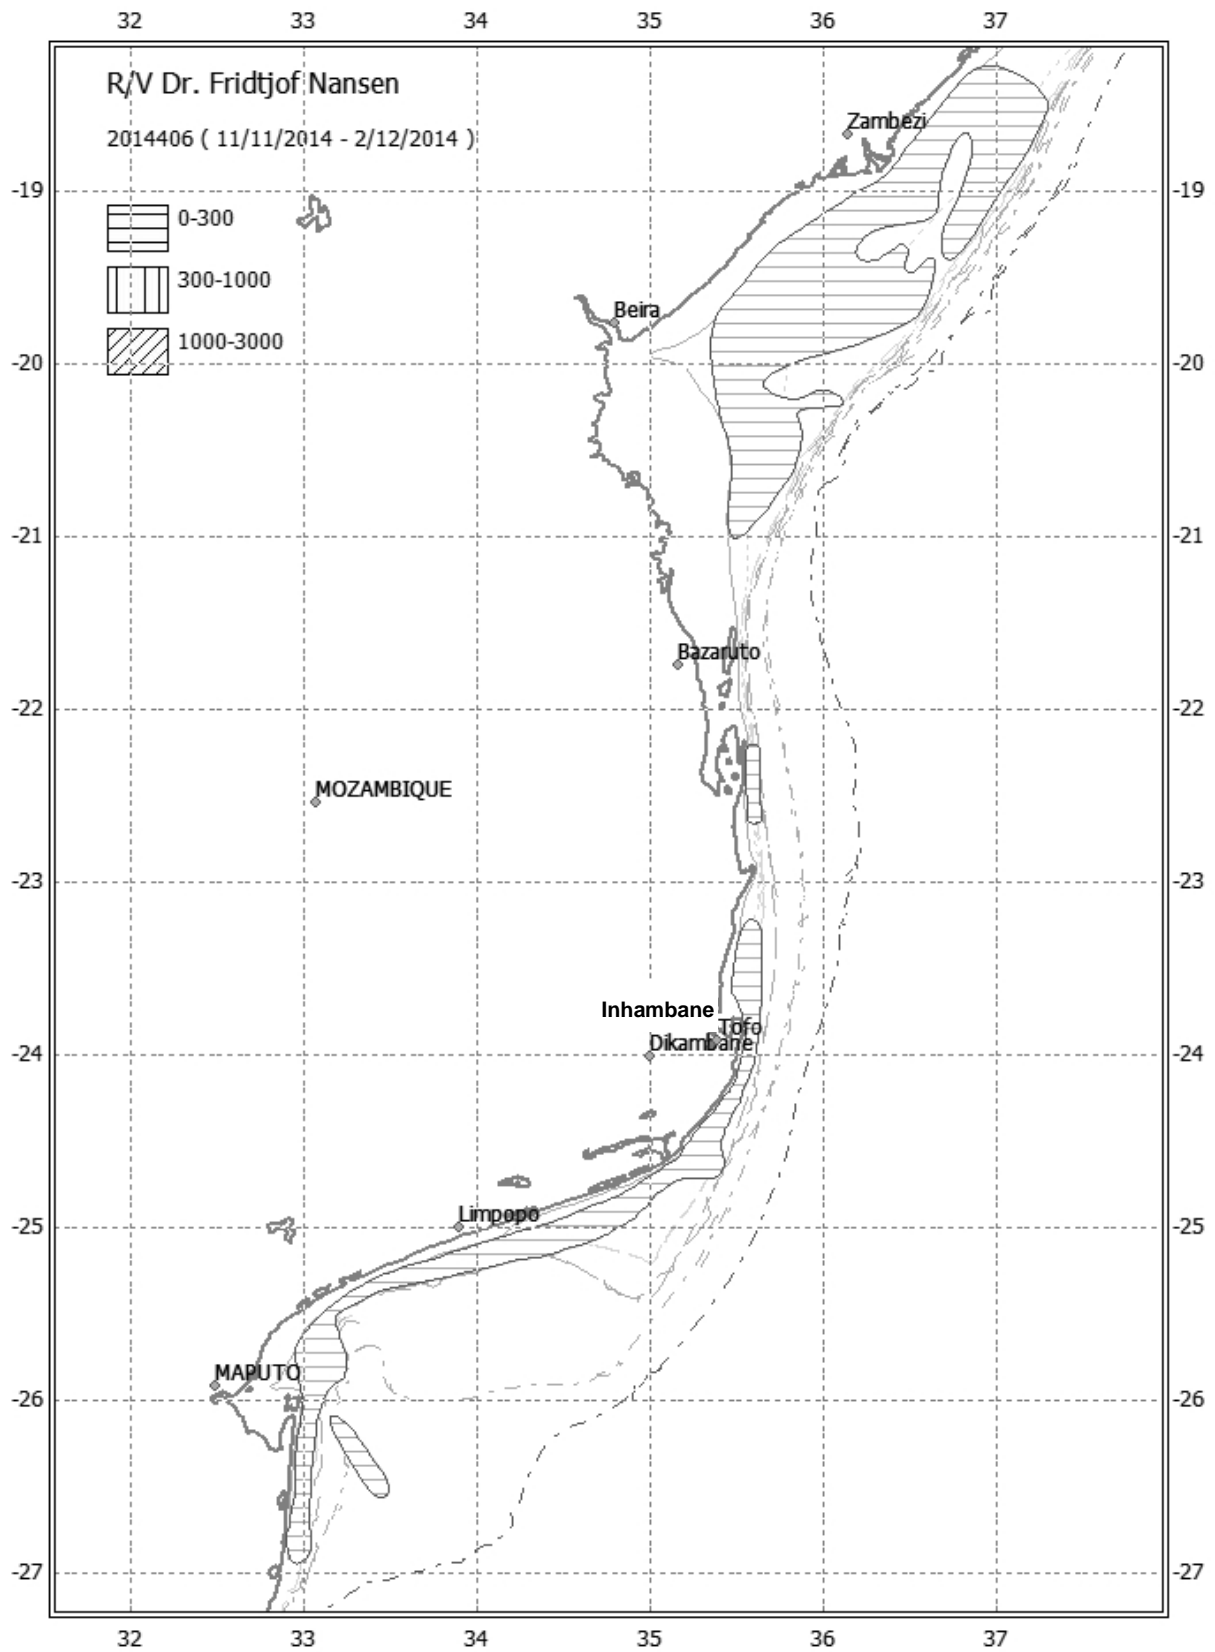 32 33 34 35 36 37
R/V Dr. Fridtjof Nansen
Zambezi
2014406 ( 11/11/2014 - 2/12/2014 )
-19 -19
0-300
300-1000
Beira
1000-3000
-20 -20
-21 -21
Bazaruto
-22 -22
MOZAMBIQUE
-23 -23
Inhambane
Tofo
Dikambane
-24 -24
Limpopo
-25 -25
MAPUTO
-26 -26
-27 -27
32 33 34 35 36 37